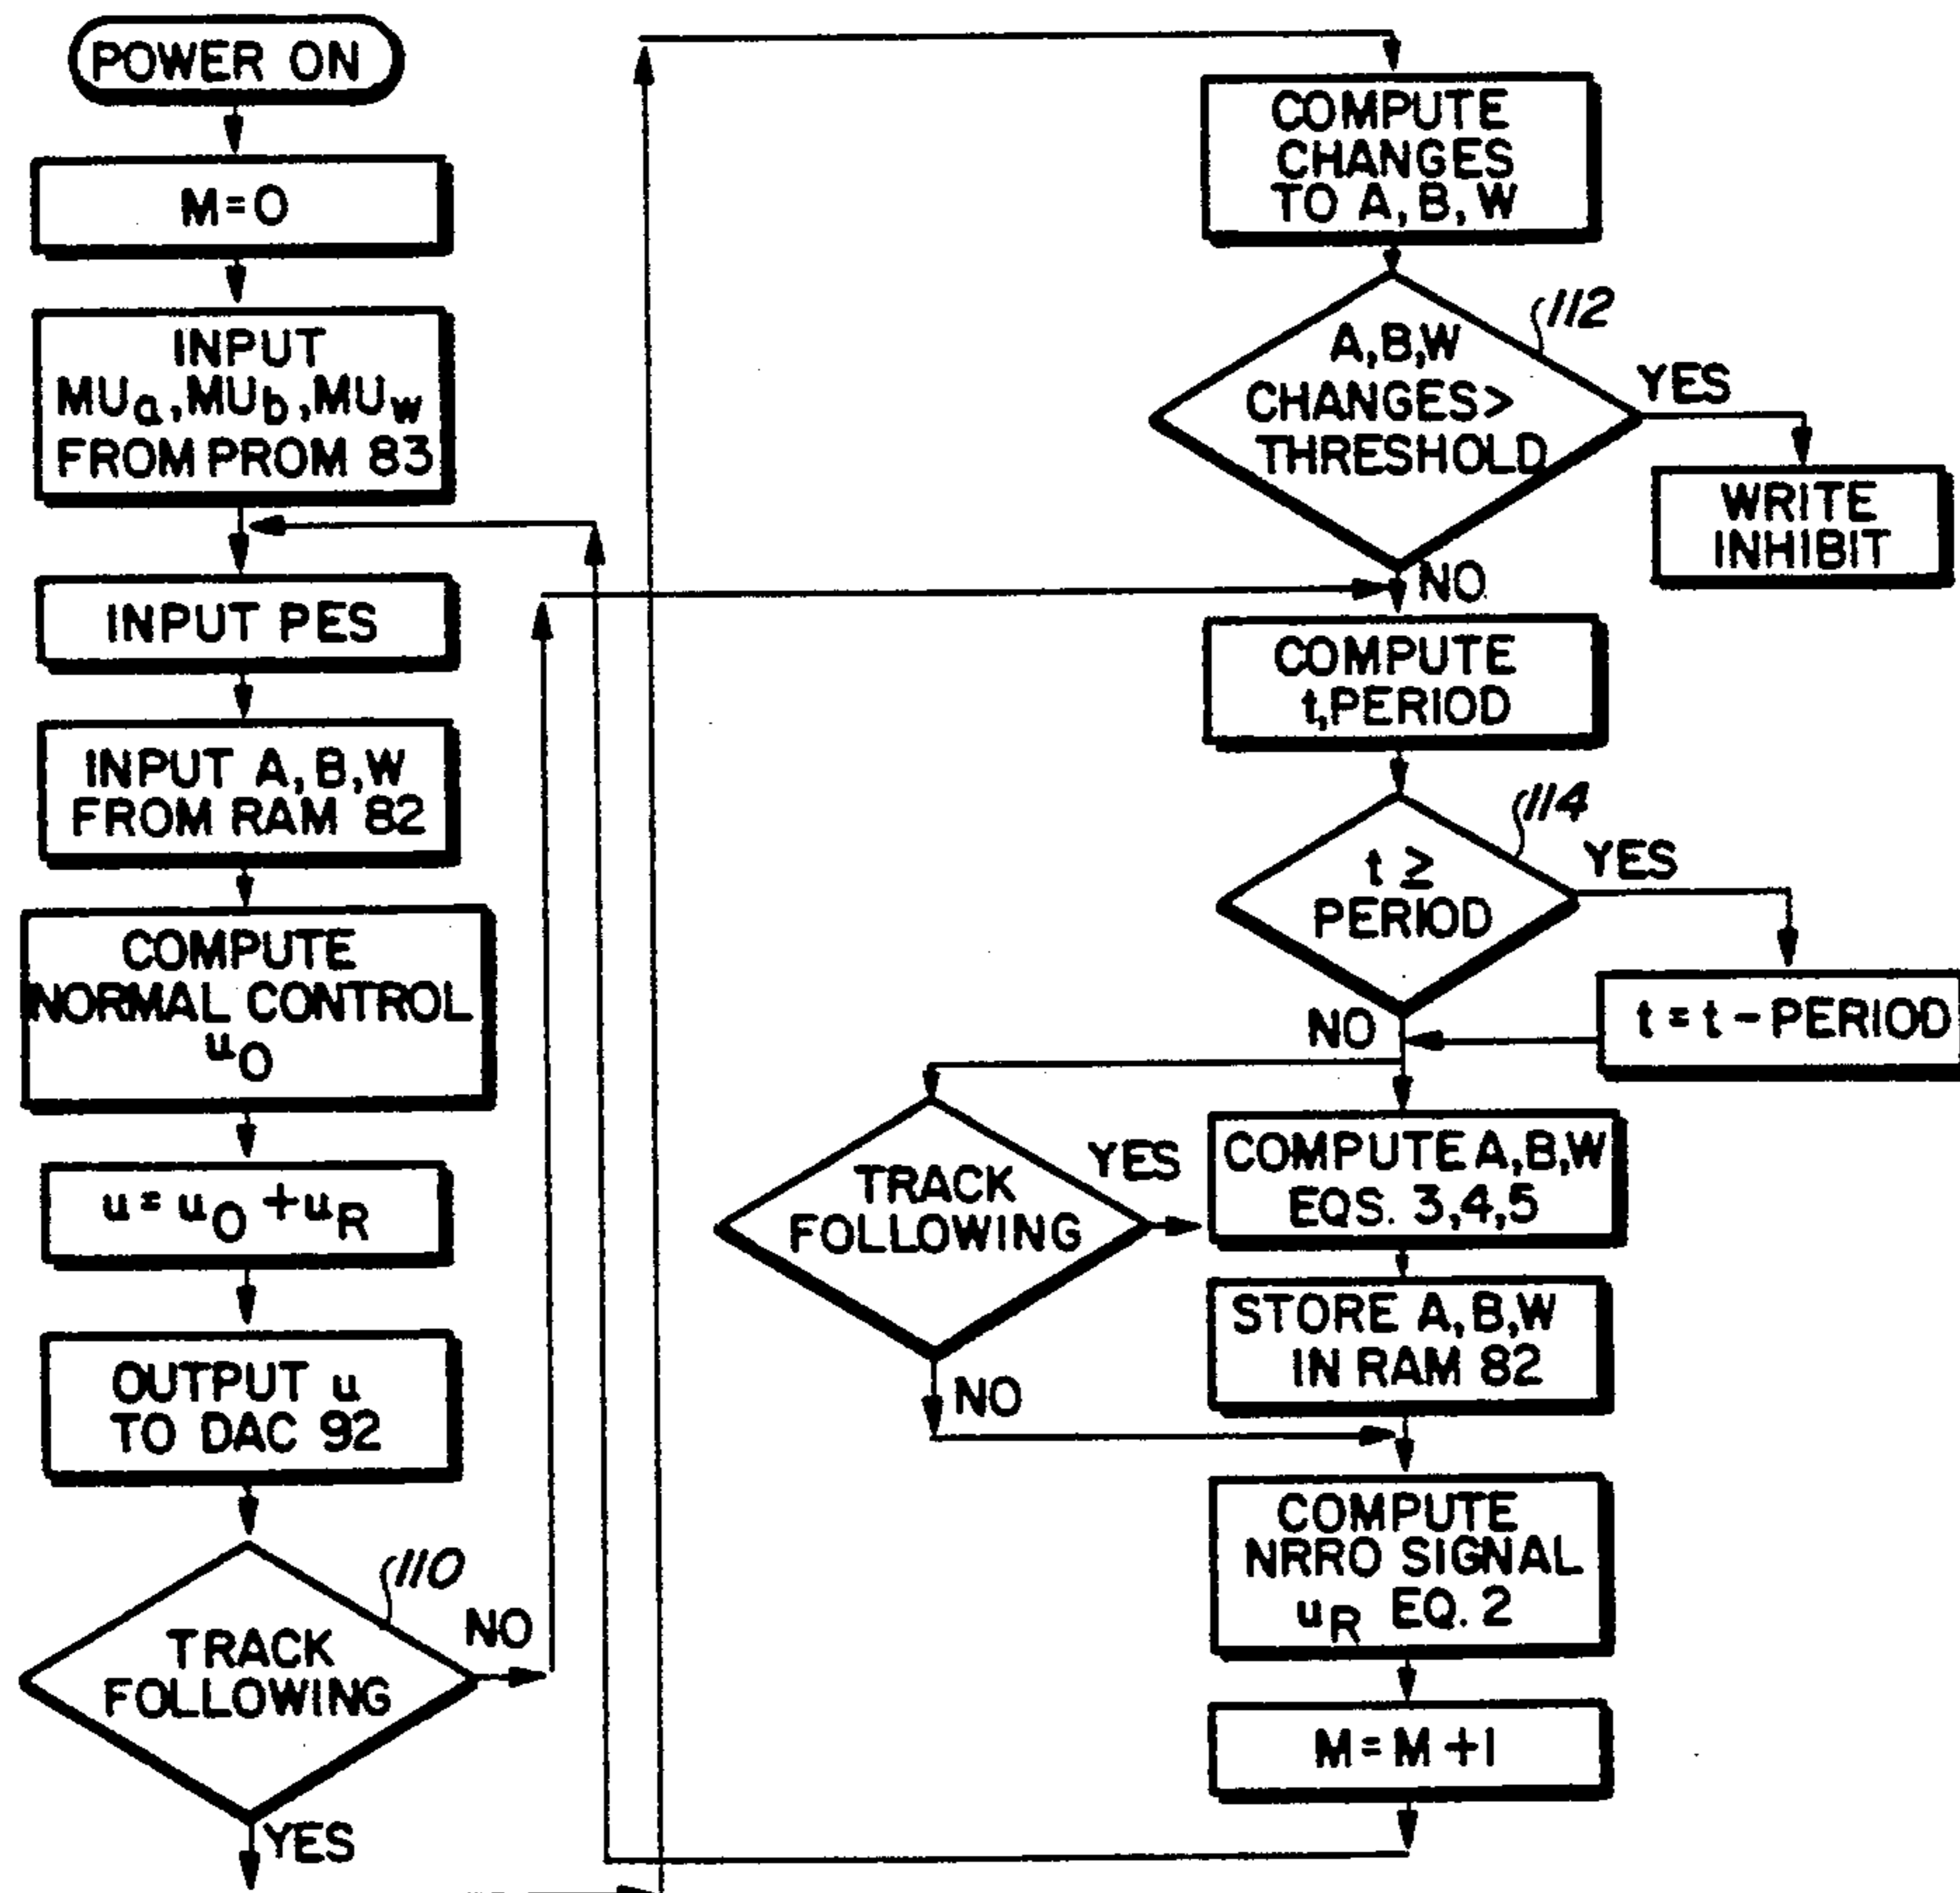 POWER ON
M=0
INPUT
MUa,MUb,MUw
FROM PROM 83
INPUT PES
INPUT A,B,W
FROM RAM 82
COMPUTE
NORMAL CONTROL
uO
u=uO+uR
OUTPUT u
TO DAC 92
110
TRACK
FOLLOWING
NO
YES
COMPUTE
CHANGES
TO A,B,W
112
A,B,W
CHANGES>
THRESHOLD
YES
WRITE
INHIBIT
NO
COMPUTE
t,PERIOD
114
t ≥
PERIOD
YES
t=t-PERIOD
NO
TRACK
FOLLOWING
YES
NO
COMPUTE A,B,W
EQS. 3,4,5
STORE A,B,W
IN RAM 82
COMPUTE
NRRO SIGNAL
uR EQ. 2
M=M+1